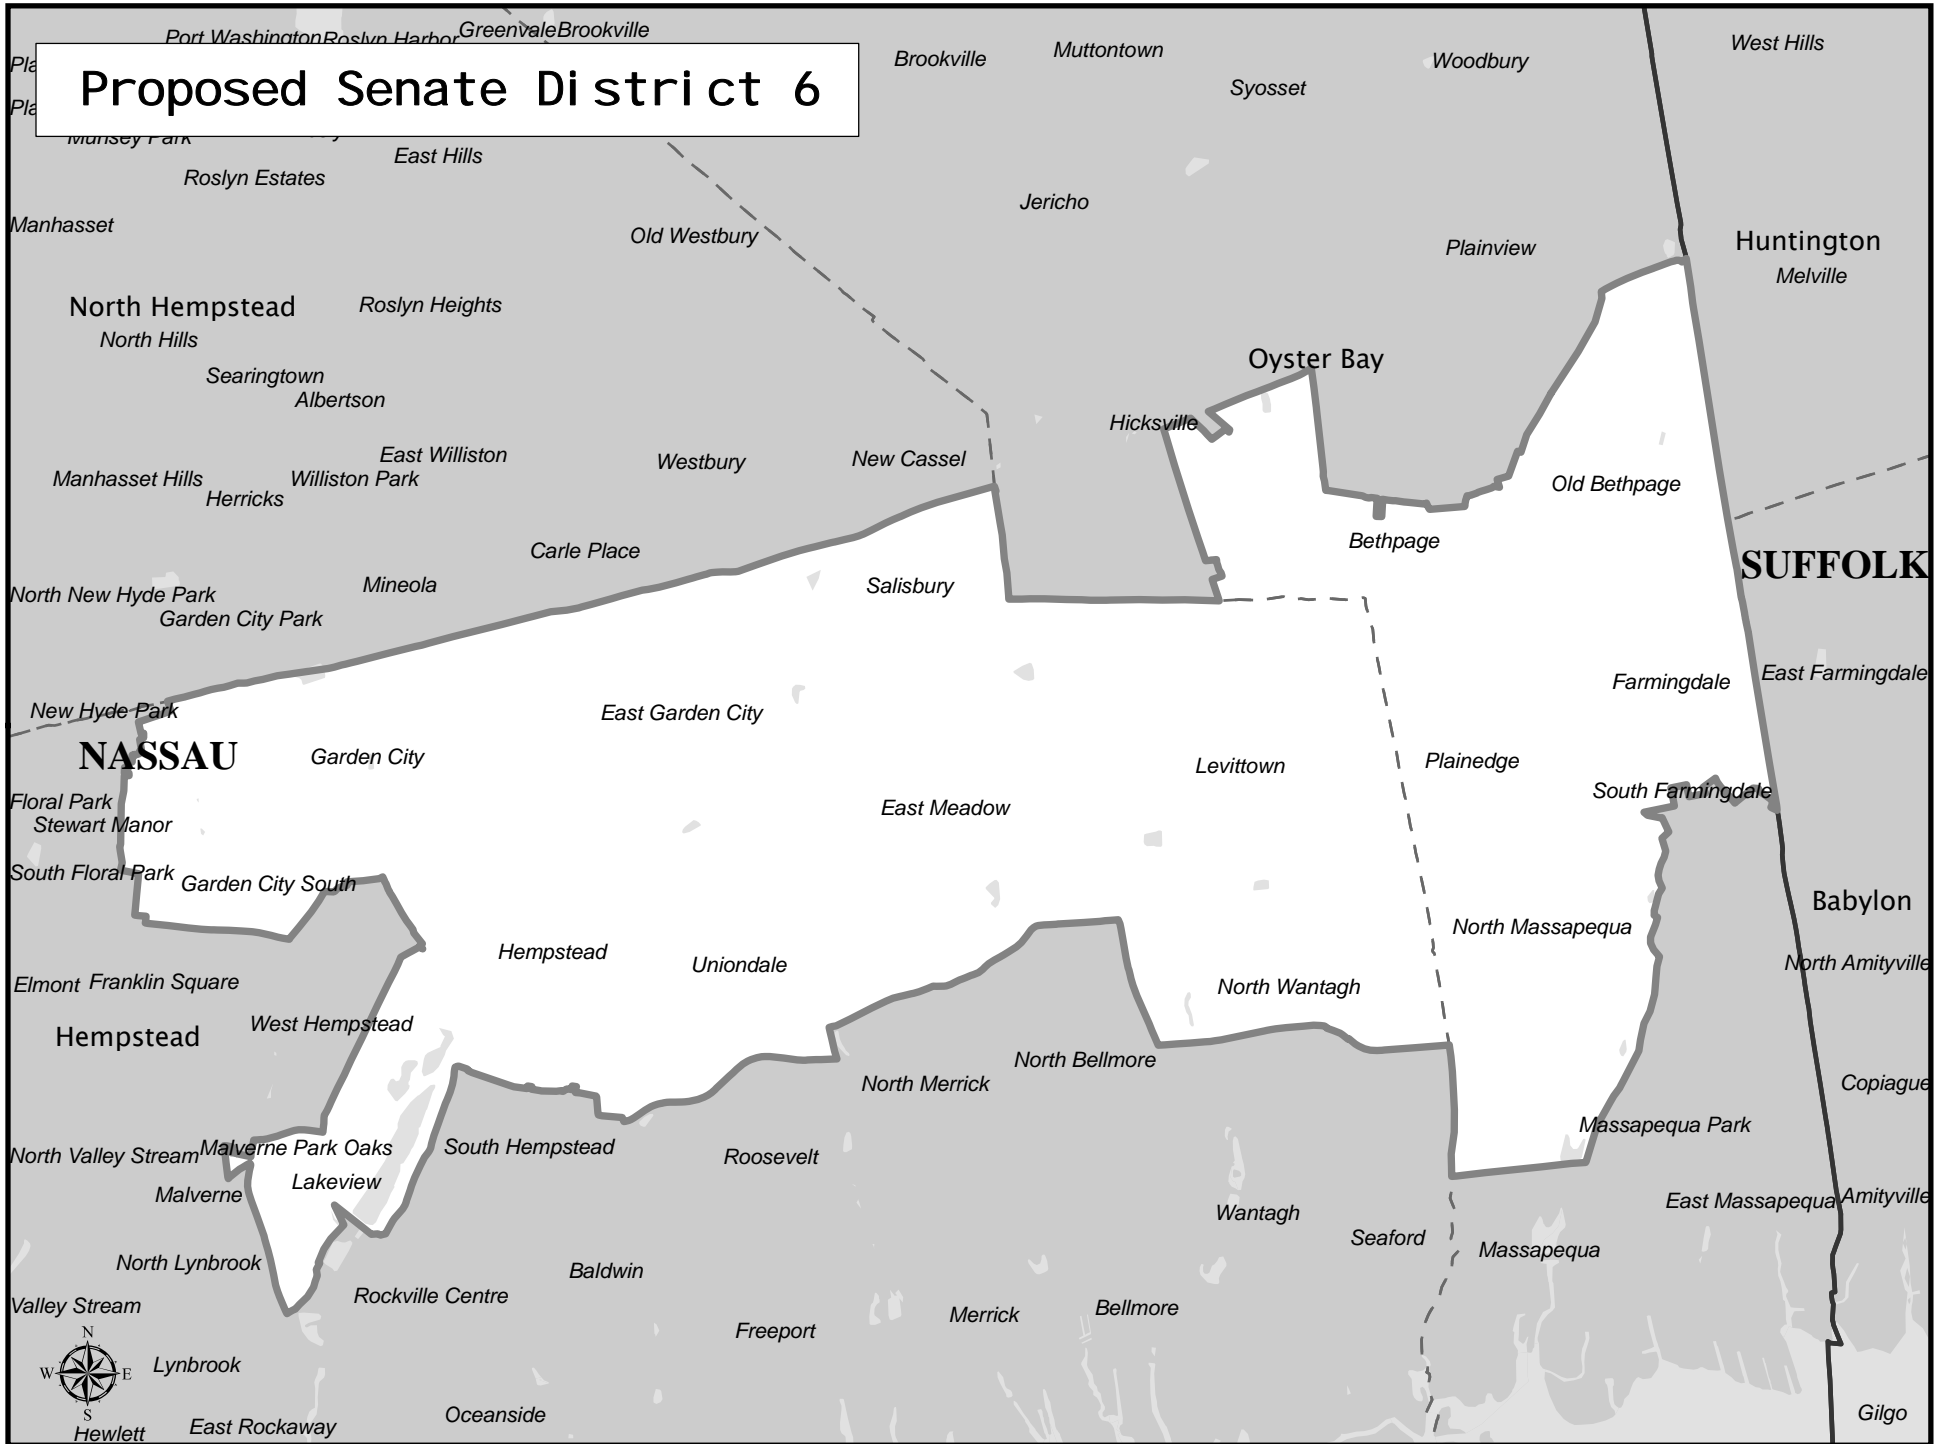 Port Washington
Roslyn Harbor
Greenvale
Brookville
Brookville
Muttontown
Woodbury
West Hills
Syosset
Proposed Senate District 6
Munsey Park
East Hills
Roslyn Estates
Jericho
Manhasset
Old Westbury
Plainview
Huntington
Melville
North Hempstead
Roslyn Heights
North Hills
Oyster Bay
Searingtown
Albertson
Hicksville
East Williston
Westbury
New Cassel
Manhasset Hills
Williston Park
Herricks
Old Bethpage
Carle Place
Bethpage
SUFFOLK
Mineola
Salisbury
North New Hyde Park
Garden City Park
East Farmingdale
Farmingdale
New Hyde Park
East Garden City
NASSAU
Garden City
Levittown
Plainedge
South Farmingdale
Floral Park
East Meadow
Stewart Manor
South Floral Park
Garden City South
Babylon
North Massapequa
Hempstead
Uniondale
North Amityville
Elmont
Franklin Square
North Wantagh
West Hempstead
Hempstead
North Bellmore
North Merrick
Copiague
Massapequa Park
North Valley Stream
Malverne Park Oaks
South Hempstead
Roosevelt
Lakeview
Malverne
East Massapequa
Amityville
Wantagh
Seaford
Massapequa
North Lynbrook
Baldwin
Rockville Centre
Valley Stream
Merrick
Bellmore
Freeport
N
W
E
S
Lynbrook
Oceanside
Gilgo
East Rockaway
Hewlett